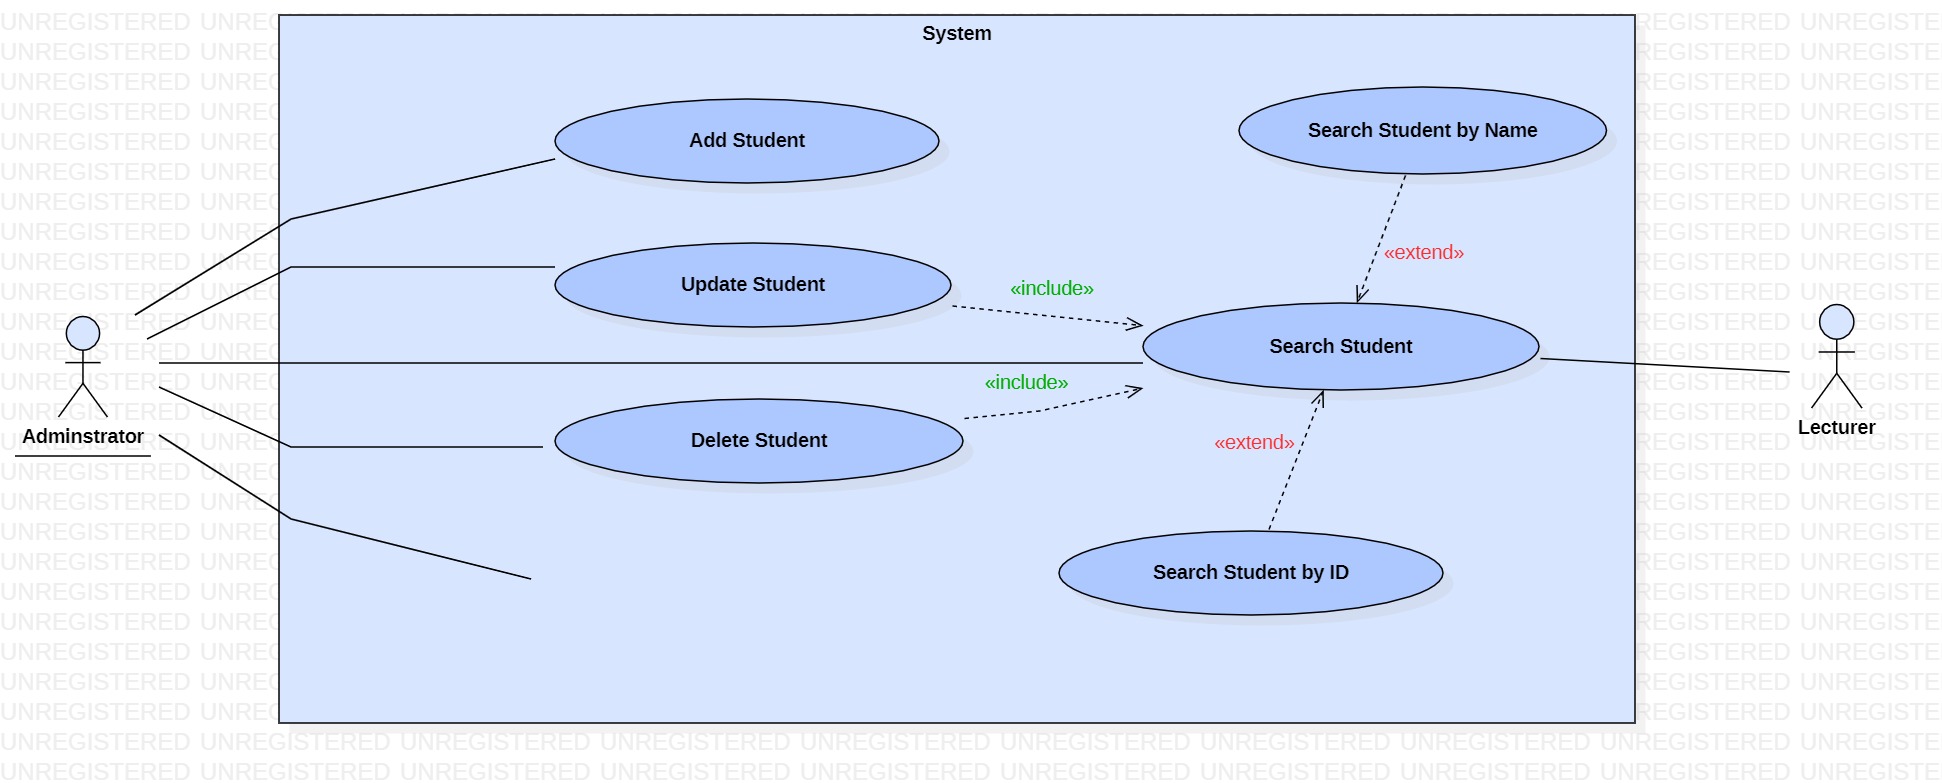 System
Add Student
Search Student by Name
«extend»
Update Student
«include»
Search Student
«include»
Delete Student
«extend»
Search Student by ID
Adminstrator
Lecturer
UNREGISTERED UNREGISTERED UNREGISTERED UNREGISTERED UNREGISTERED UNREGISTERED UNREGISTERED UNREGISTERED UNREGISTERED UNREGISTE